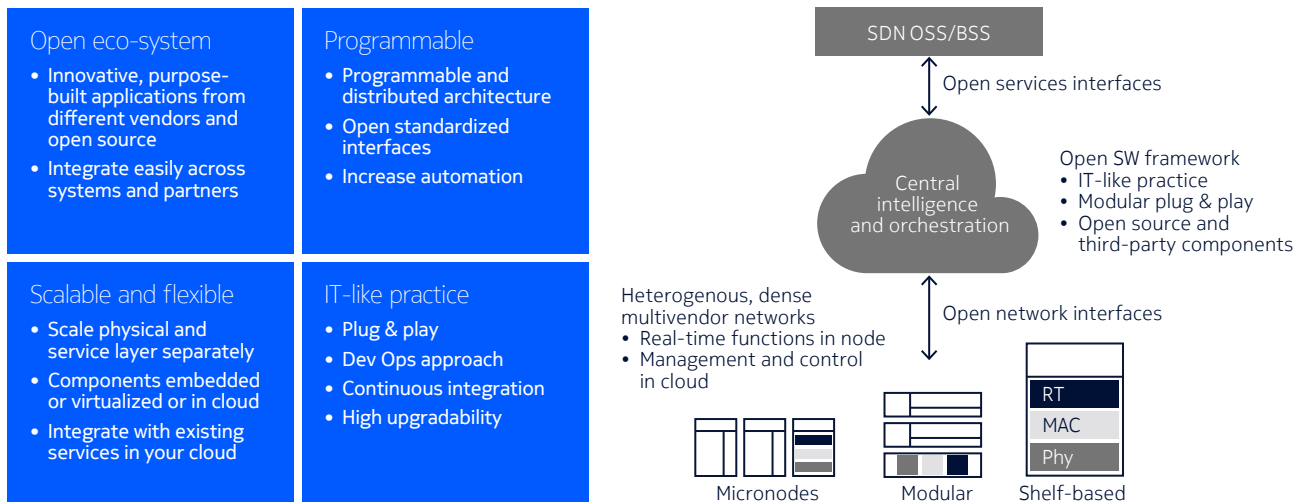 Open eco-system
• Innovative, purpose-
built applications from
different vendors and
open source
• Integrate easily across
systems and partners
Programmable
• Programmable and
distributed architecture
• Open standardized
interfaces
• Increase automation
Scalable and flexible
• Scale physical and
service layer separately
• Components embedded
or virtualized or in cloud
• Integrate with existing
services in your cloud
IT-like practice
• Plug & play
• Dev Ops approach
• Continuous integration
• High upgradability
SDN OSS/BSS
Open services interfaces
Central
intelligence
and orchestration
Open SW framework
• IT-like practice
• Modular plug & play
• Open source and
third-party components
Heterogenous, dense
multivendor networks
• Real-time functions in node
• Management and control
in cloud
Open network interfaces
RT
MAC
Phy
Micronodes
Modular
Shelf-based